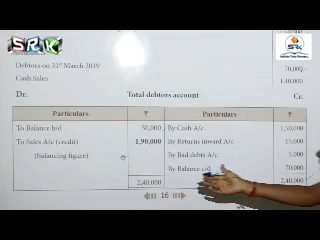 SRK
SRK
Debtors on 31st March 2019
70,000
Cash Sales
1,40,000
Dr. Total debtors account Cr.
Particulars ₹ Particulars ₹
To Balance b/d 50,000 By Cash A/c 1,50,000
To Sales A/c (credit) 1,90,000 By Returns inward A/c 15,000
(balancing figure) By Bad debts A/c 5,000
By Balance c/d 70,000
2,40,000 2,40,000
16